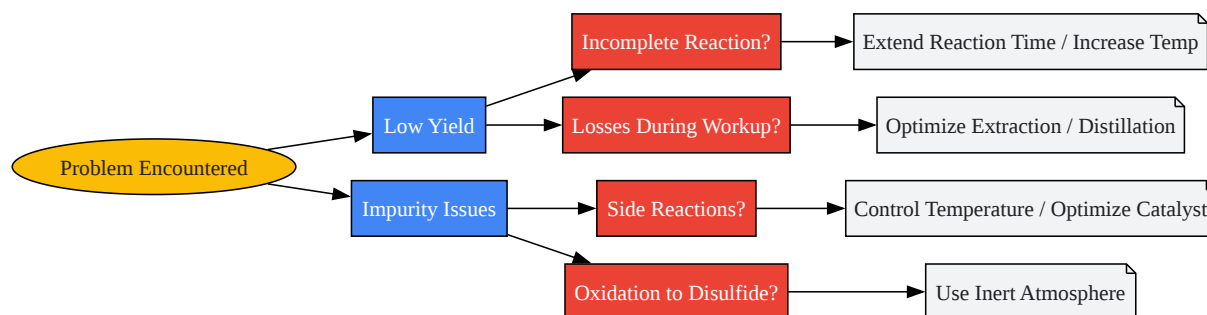 Incomplete Reaction?
Extend Reaction Time / Increase Temp
Low Yield
Losses During Workup?
Optimize Extraction / Distillation
Problem Encountered
Impurity Issues
Side Reactions?
Control Temperature / Optimize Catalyst
Oxidation to Disulfide?
Use Inert Atmosphere